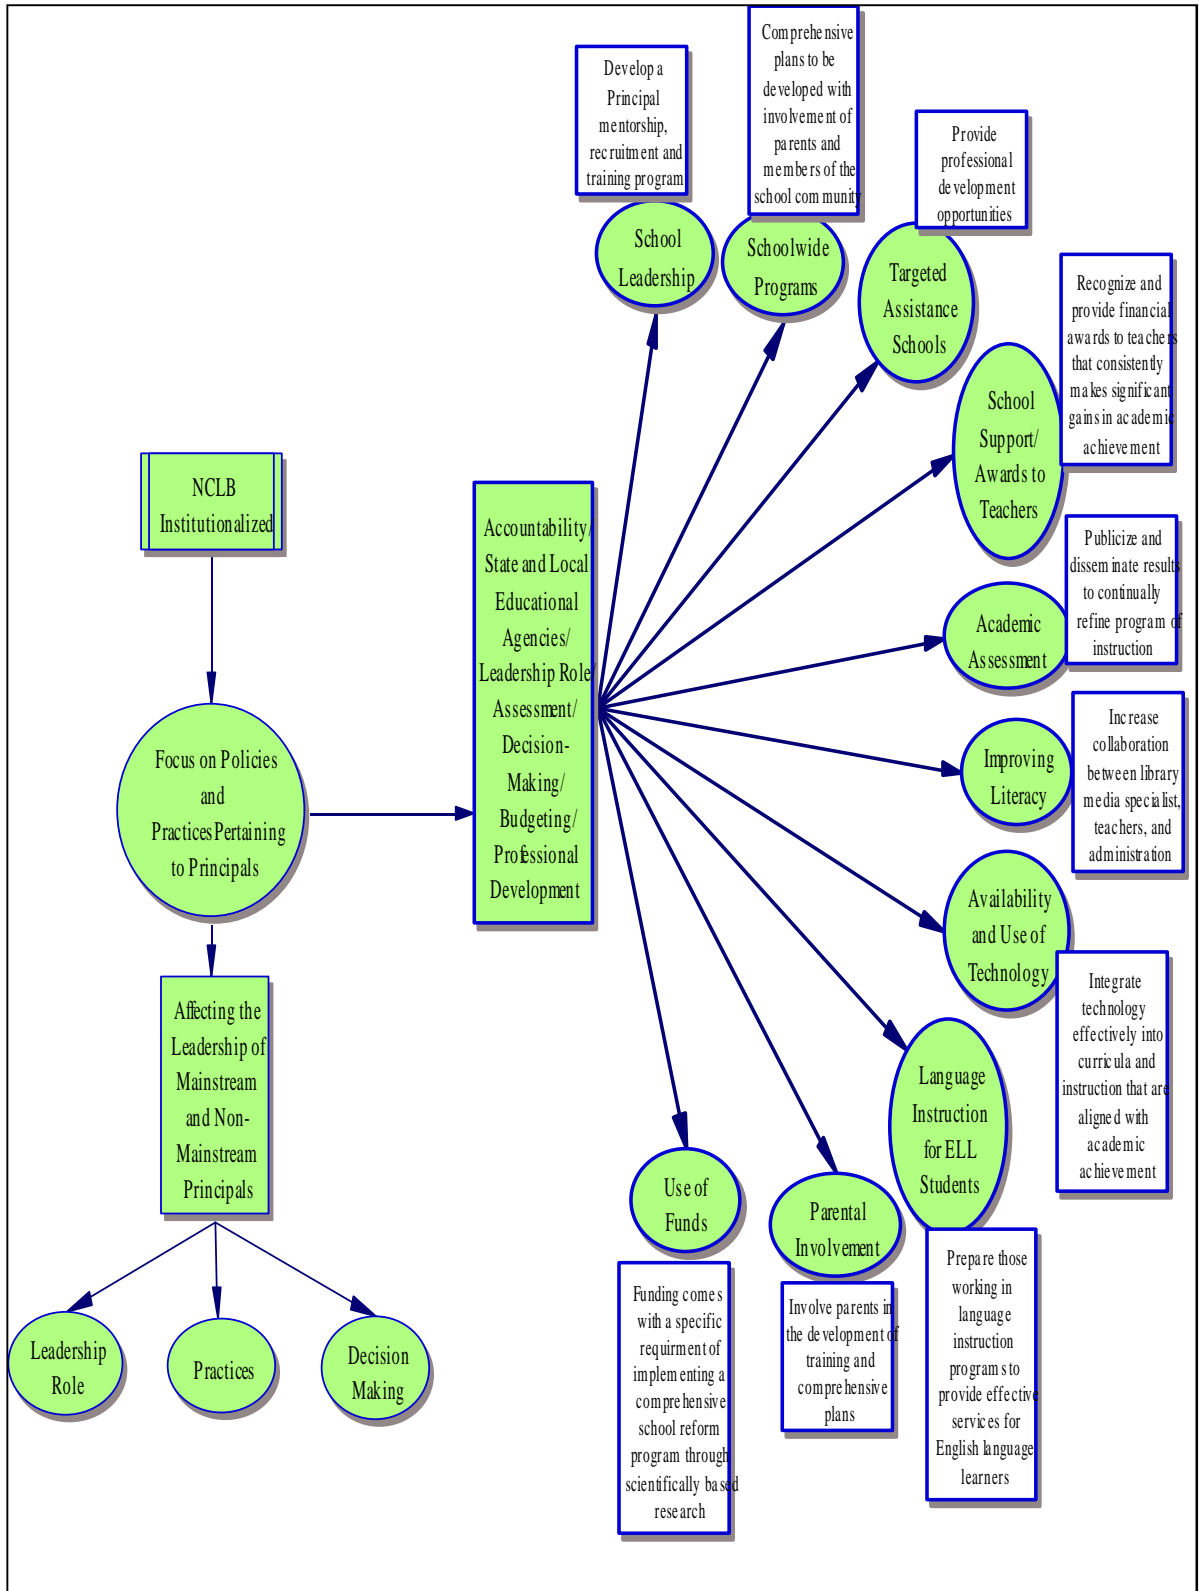 NCLB
Institutionalized
Focus on Policies
and
Practices Pertaining
to Principals
Affecting the
Leadership of
Mainstream
and Non-
Mainstream
Principals
Leadership
Role
Practices
Decision
Making
Accountability/
State and Local
Educational
Agencies/
Leadership Role/
Assessment/
Decision-
Making/
Budgeting/
Professional
Development
Develop a
Principal
mentorship,
recruitment and
training program
School
Leadership
Comprehensive
plans to be
developed with
involvement of
parents and
members of the
school community
Schoolwide
Programs
Provide
professional
development
opportunities
Targeted
Assistance
Schools
Recognize and
provide financial
awards to teachers
that consistently
makes significant
gains in academic
achievement
School
Support/
Awards to
Teachers
Publicize and
disseminate results
to continually
refine program of
instruction
Academic
Assessment
Increase
collaboration
between library
media specialist,
teachers, and
administration
Improving
Literacy
Availability
and Use of
Technology
Integrate
technology
effectively into
curricula and
instruction that are
aligned with
academic
achievement
Language
Instruction
for ELL
Students
Prepare those
working in
language
instruction
programs to
provide effective
services for
English language
learners
Parental
Involvement
Involve parents in
the development of
training and
comprehensive
plans
Use of
Funds
Funding comes
with a specific
requirment of
implementing a
comprehensive
school reform
program through
scientifically based
research